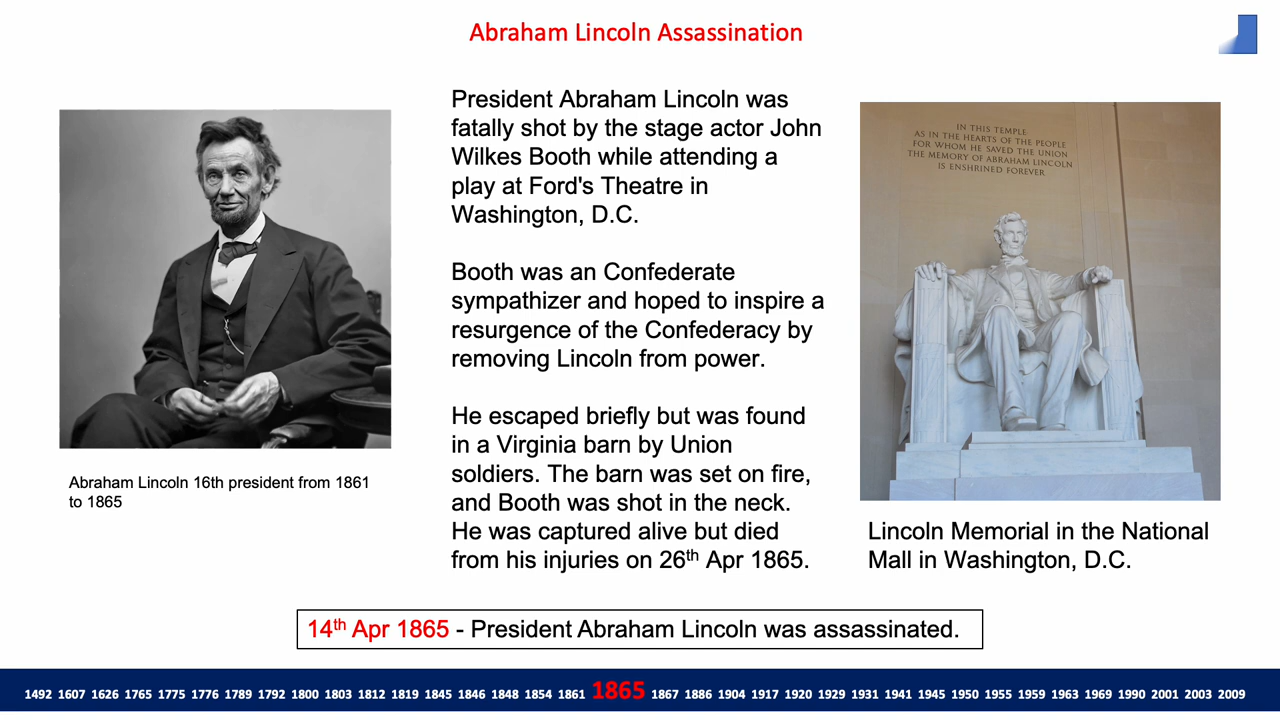 Abraham Lincoln Assassination
President Abraham Lincoln was
fatally shot by the stage actor John
Wilkes Booth while attending a
play at Ford's Theatre in
Washington, D.C.
Booth was an Confederate
sympathizer and hoped to inspire a
resurgence of the Confederacy by
removing Lincoln from power.
He escaped briefly but was found
in a Virginia barn by Union
soldiers. The barn was set on fire,
and Booth was shot in the neck.
He was captured alive but died
from his injuries on 26th Apr 1865.
Abraham Lincoln 16th president from 1861
to 1865
IN THIS TEMPLE
AS IN THE HEARTS OF THE PEOPLE
FOR WHOM HE SAVED THE UNION
THE MEMORY OF ABRAHAM LINCOLN
IS ENSHRINED FOREVER
Lincoln Memorial in the National
Mall in Washington, D.C.
14th Apr 1865 - President Abraham Lincoln was assassinated.
1492 1607 1626 1765 1775 1776 1789 1792 1800 1803 1812 1819 1845 1846 1848 1854 1861 1865 1867 1886 1904 1917 1920 1929 1931 1941 1945 1950 1955 1959 1963 1969 1990 2001 2003 2009